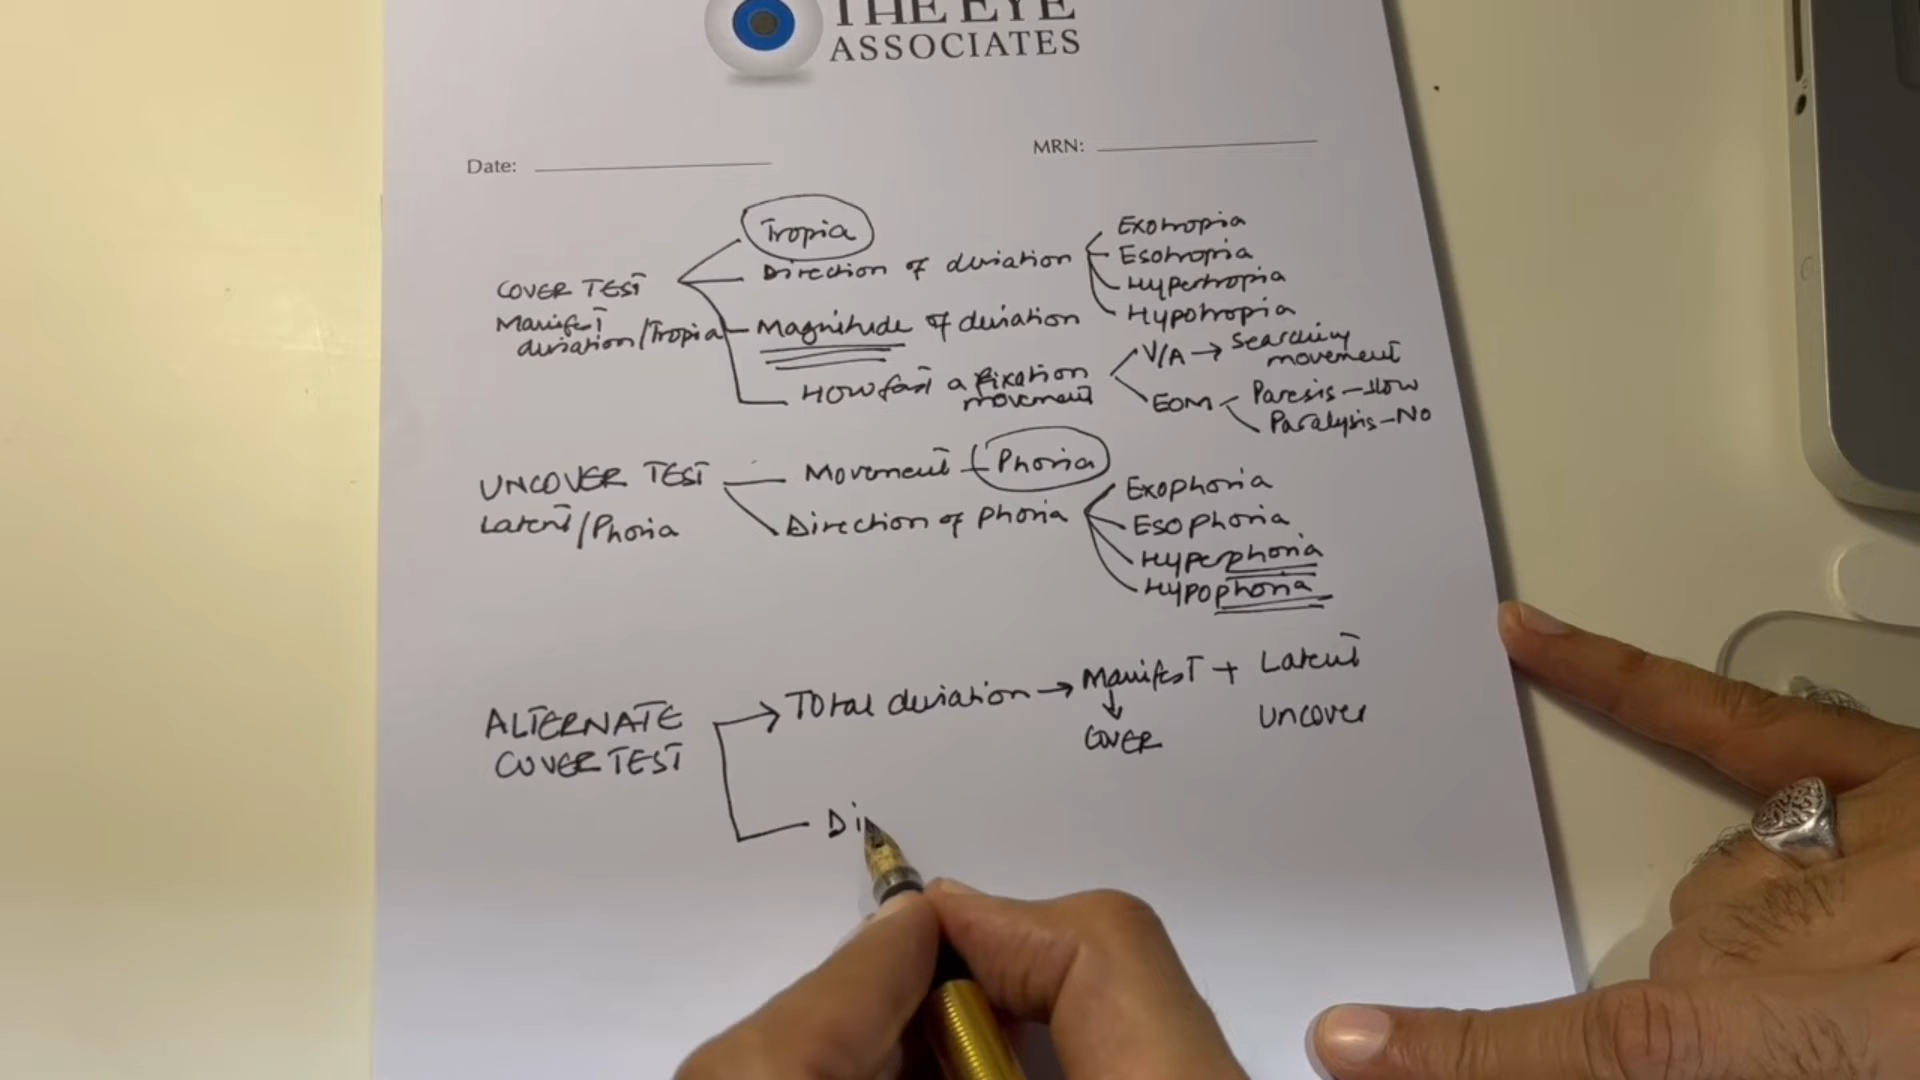 THE EYE
ASSOCIATES
Date:
MRN:
Tropia
Exotropia
COVER TEST
Direction of deviation
Esotropia
Hypertropia
Hypotropia
Manifest
deviation/Tropia
Magnitude of deviation
How fast a fixation
movement
V/A → Searching
movement
EOM
Paresis - slow
Paralysis - No
UNCOVER TEST
Latent/Phoria
Movement - Phoria
Direction of phoria
Exophoria
Esophoria
Hyperphoria
Hypophoria
ALTERNATE
COVER TEST
Total deviation → Manifest + Latent
Cover
Uncover
Di